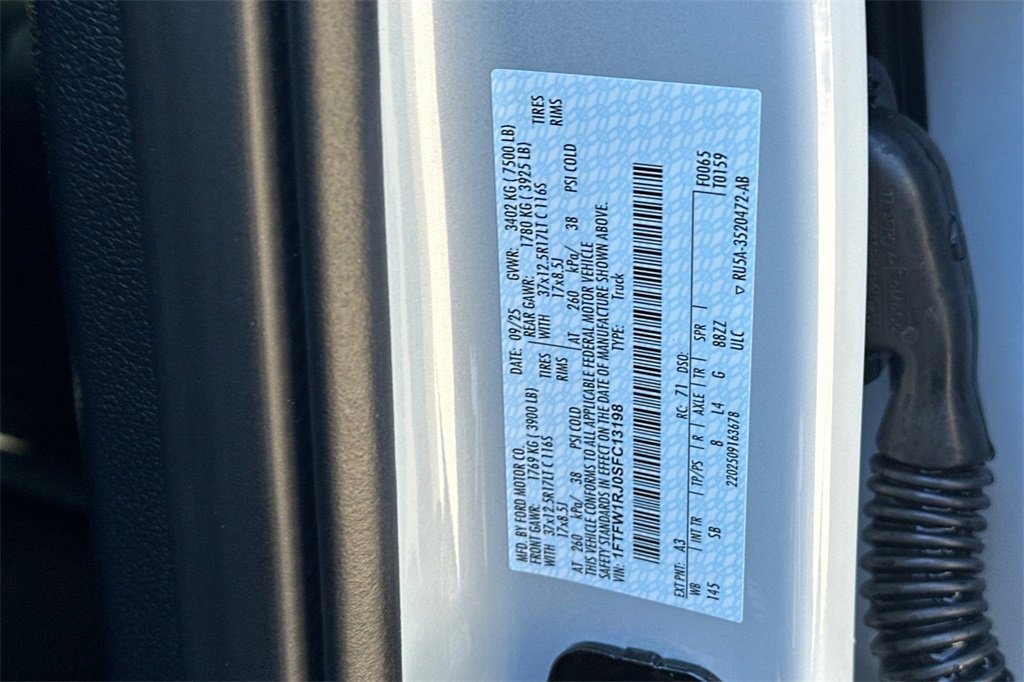 MFD. BY FORD MOTOR CO. DATE: 09/25 GVWR: 3402 KG ( 7500 LB)
FRONT GAWR: 1769 KG ( 3900 LB) REAR GAWR: 1780 KG ( 3925 LB)
WITH 37x12.5R17LT C 116S TIRES WITH 37x12.5R17LT C 116S TIRES
17x8.5J RIMS 17x8.5J RIMS
AT 260 kPa/ 38 PSI COLD AT 260 kPa/ 38 PSI COLD
THIS VEHICLE CONFORMS TO ALL APPLICABLE FEDERAL MOTOR VEHICLE
SAFETY STANDARDS IN EFFECT ON THE DATE OF MANUFACTURE SHOWN ABOVE.
VIN: 1FTFW1RJ0SFC13198 TYPE: Truck
EXT PNT: A3 RC: 71 DSO: F0065
WB INT TR TP/PS R AXLE TR SPR T0159
145 SB B L4 G 88ZZ
2202509163678 ULC ▽ RU5A-3520472-AB